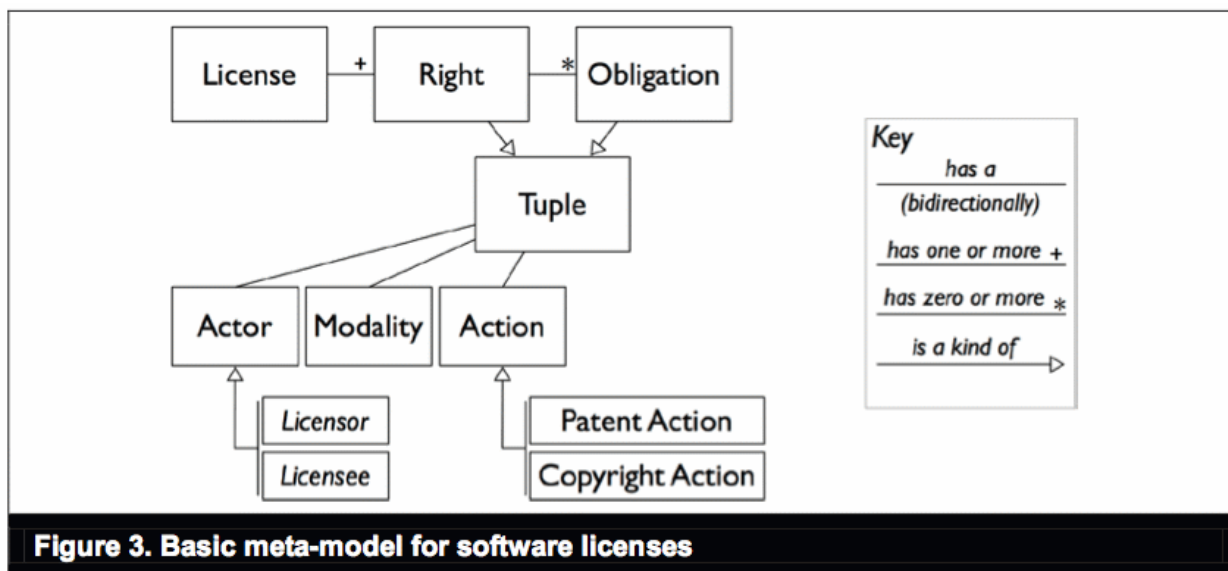 License
+
Right
*
Obligation
Tuple
Actor
Modality
Action
Licensor
Licensee
Patent Action
Copyright Action
Key
has a
(bidirectionally)
has one or more +
has zero or more *
is a kind of
Figure 3. Basic meta-model for software licenses